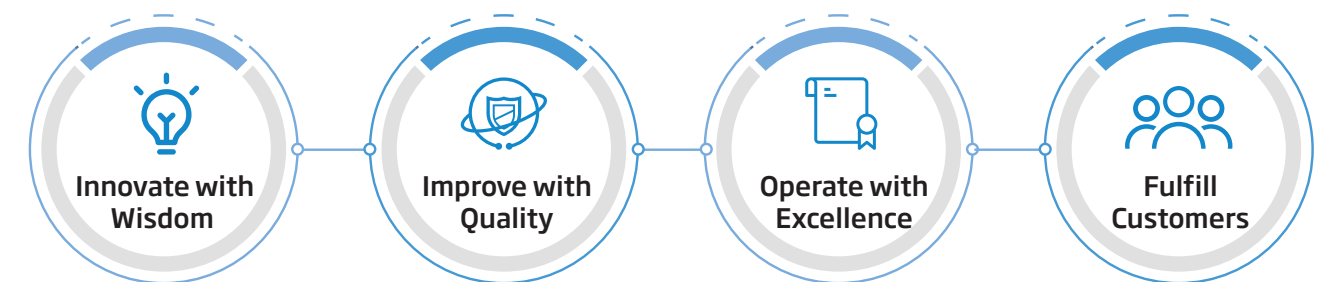 Innovate with
Wisdom
Improve with
Quality
Operate with
Excellence
Fulfill
Customers